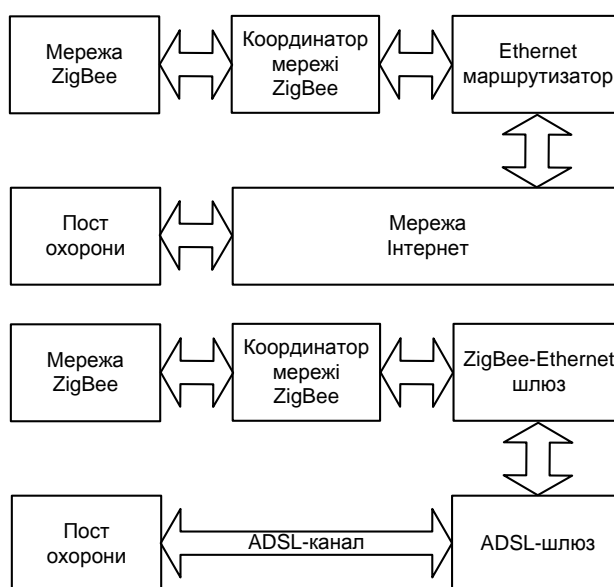 Мережа
ZigBee
Координатор
мережі
ZigBee
Ethernet
маршрутизатор
Пост
охорони
Мережа
Інтернет
Мережа
ZigBee
Координатор
мережі
ZigBee
ZigBee-Ethernet
шлюз
Пост
охорони
ADSL-канал
ADSL-шлюз